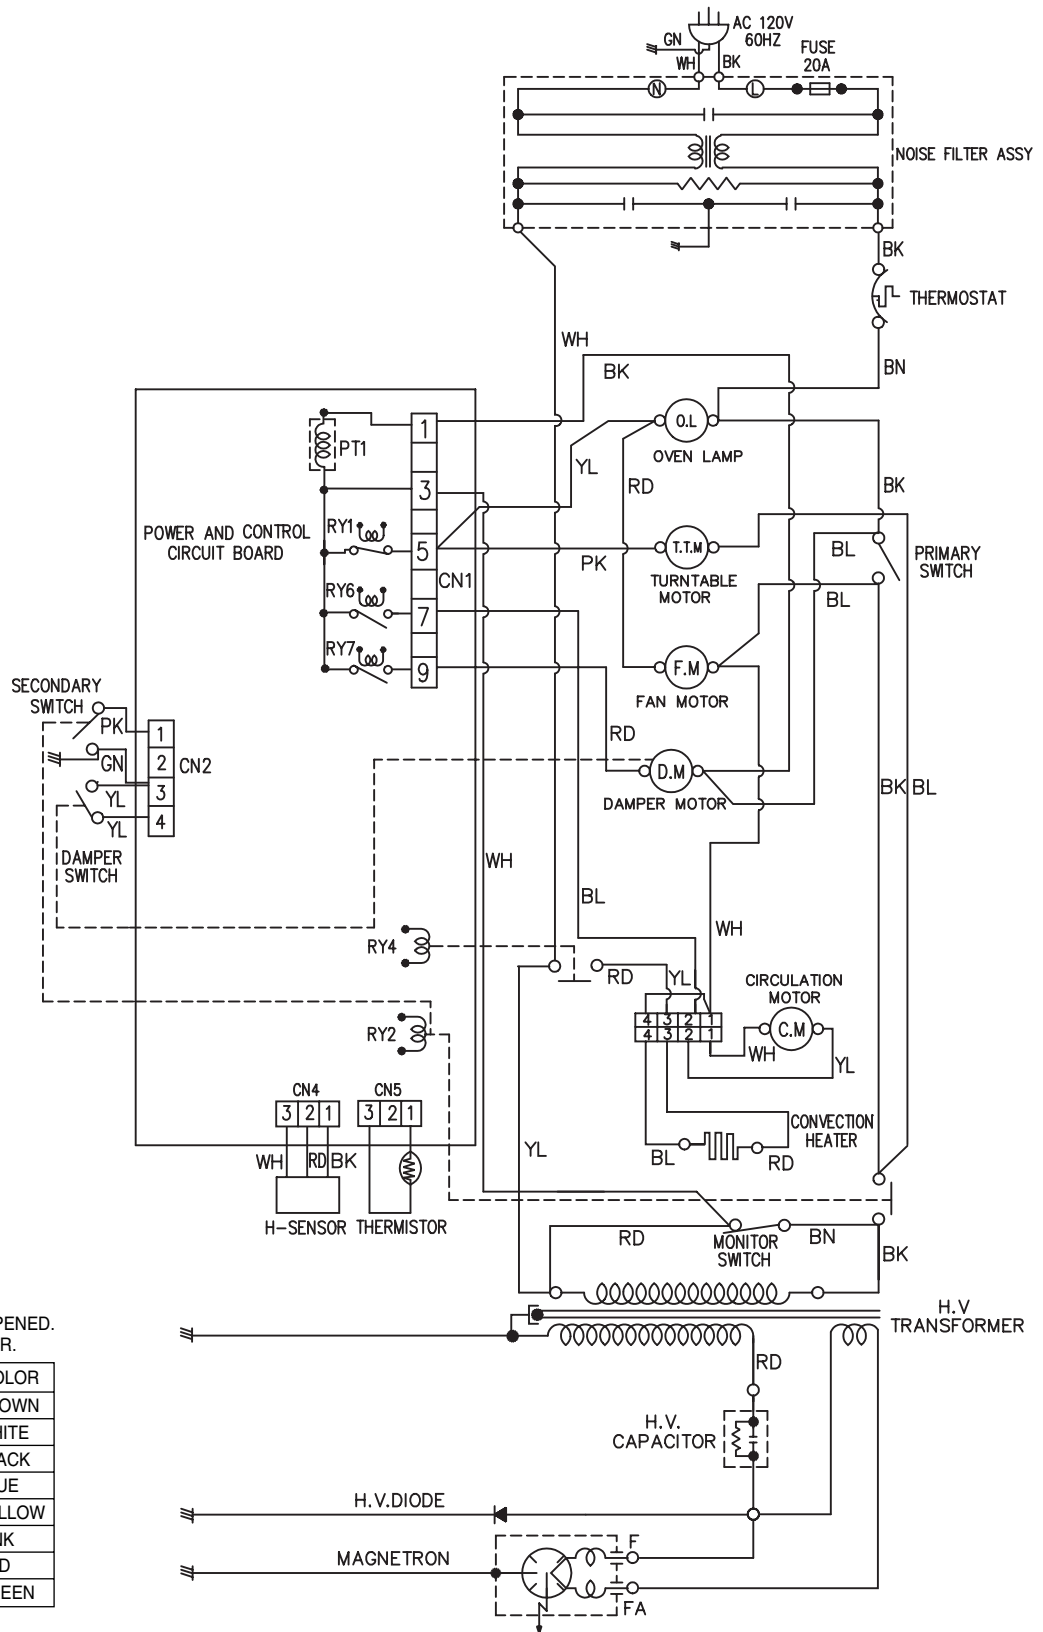 AC 120V
60HZ
GN
WH
BK
FUSE
20A
N
L
NOISE FILTER ASSY
BK
THERMOSTAT
WH
BK
BN
1
PT1
O.L
OVEN LAMP
YL
RD
BK
3
POWER AND CONTROL
CIRCUIT BOARD
RY1
5
T.T.M
BL
PRIMARY
SWITCH
PK
CN1
TURNTABLE
MOTOR
BL
RY6
7
RY7
9
F.M
FAN MOTOR
SECONDARY
SWITCH
PK
1
RD
GN
2
CN2
D.M
YL
3
DAMPER MOTOR
BK
BL
YL
4
DAMPER
SWITCH
WH
BL
WH
RY4
RD
YL
CIRCULATION
MOTOR
4 3 2 1
4 3 2 1
C.M
RY2
WH
YL
CN4
CN5
3 2 1
3 2 1
CONVECTION
HEATER
YL
BL
RD
WH
RD
BK
H-SENSOR
THERMISTOR
RD
MONITOR
SWITCH
BN
BK
H.V
TRANSFORMER
PENED.
R.
RD
OLOR
OWN
HITE
H.V.
CAPACITOR
ACK
UE
LLOW
H.V.DIODE
NK
D
MAGNETRON
F
EEN
FA